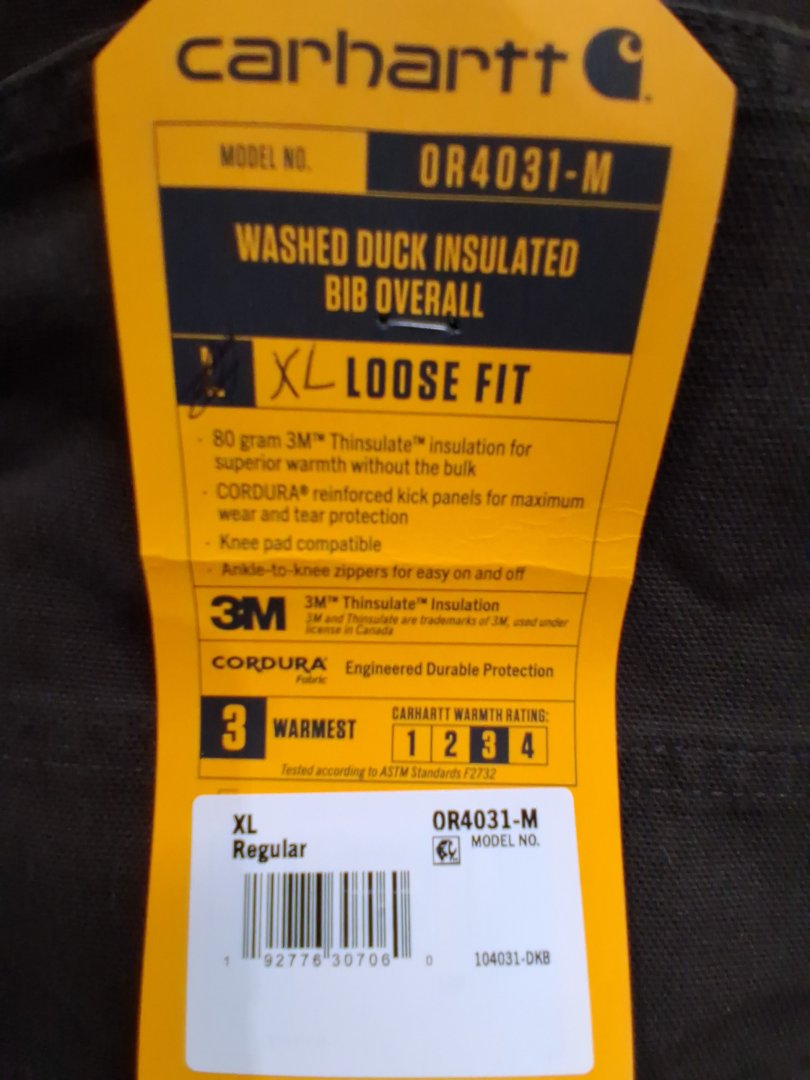 carhartt
MODEL NO. OR4031-M
WASHED DUCK INSULATED
BIB OVERALL
XL LOOSE FIT
· 80 gram 3M™ Thinsulate™ insulation for
superior warmth without the bulk
· CORDURA® reinforced kick panels for maximum
wear and tear protection
· Knee pad compatible
· Ankle-to-knee zippers for easy on and off
3M 3M™ Thinsulate™ Insulation
3M and Thinsulate are trademarks of 3M, used under
license in Canada
CORDURA® Engineered Durable Protection
Fabric
3 WARMEST
CARHARTT WARMTH RATING:
1 2 3 4
Tested according to ASTM Standards F2732
XL OR4031-M
Regular MODEL NO.
1 92776 30706 0 104031-DKB